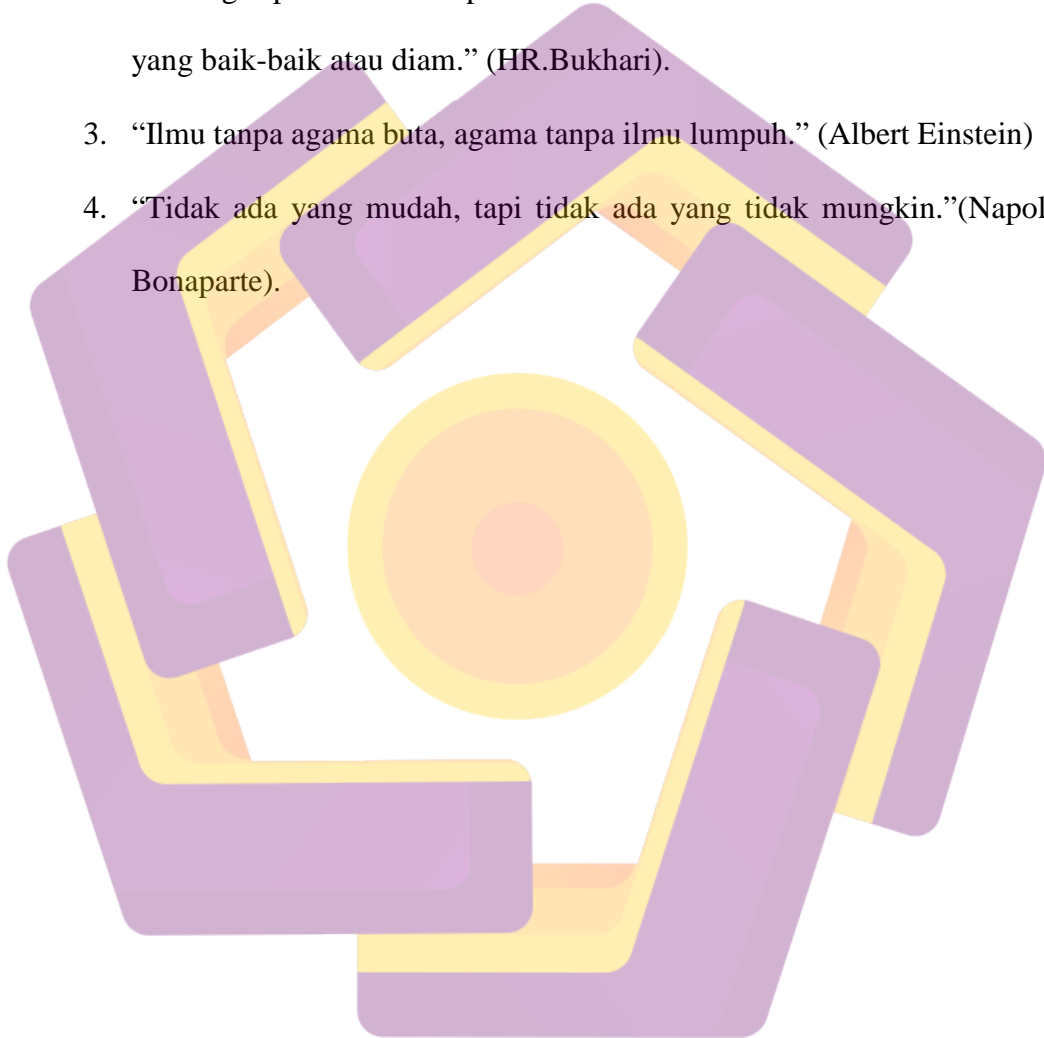 yang baik-baik atau diam.” (HR.Bukhari).
3. “Ilmu tanpa agama buta, agama tanpa ilmu lumpuh.” (Albert Einstein)
4. “Tidak ada yang mudah, tapi tidak ada yang tidak mungkin.”(Napol
Bonaparte).